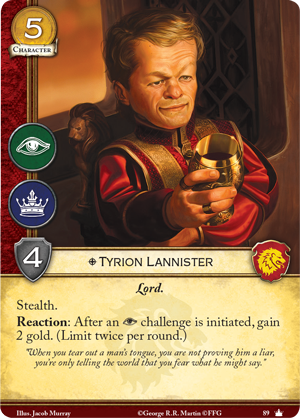 5
Character
4
Tyrion Lannister
Lord.
Stealth.
Reaction: After an challenge is initiated, gain
2 gold. (Limit twice per round.)
"When you tear out a man's tongue, you are not proving him a liar,
you're only telling the world that you fear what he might say."
Illus. Jacob Murray ©George R.R. Martin ©FFG 89